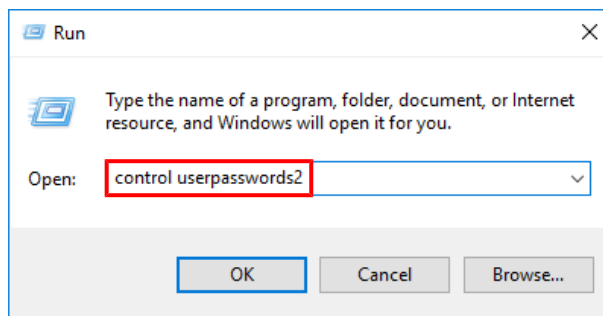 Run
Type the name of a program, folder, document, or Internet
resource, and Windows will open it for you.
Open: control userpasswords2
OK Cancel Browse...